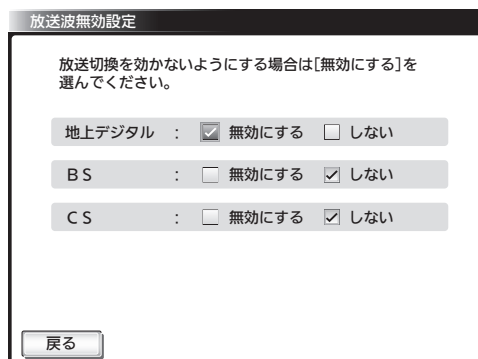 放送波無効設定
放送切換を効かないようにする場合は[無効にする]を
選んでください。
地上デジタル : 無効にする しない
BS : 無効にする しない
CS : 無効にする しない
戻る